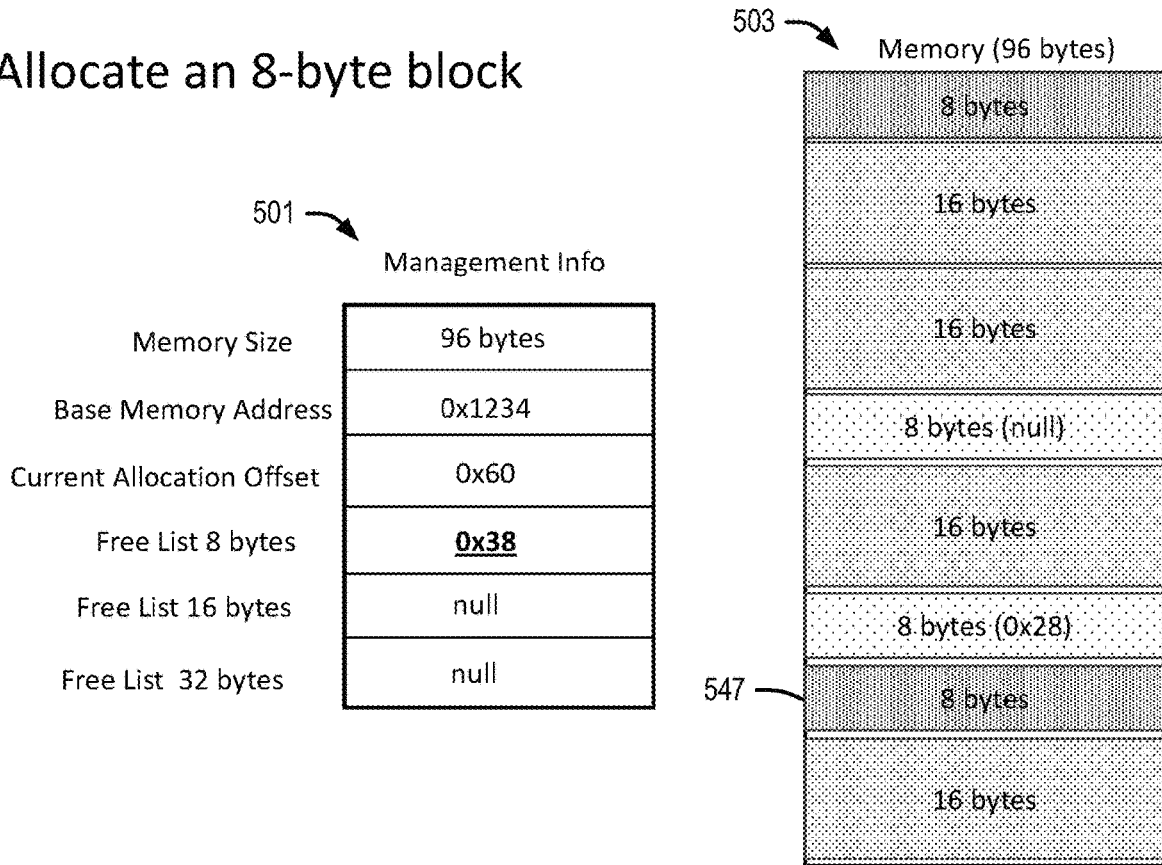 Allocate an 8-byte block
501
Management Info
Memory Size 96 bytes
Base Memory Address 0x1234
Current Allocation Offset 0x60
Free List 8 bytes 0x38
Free List 16 bytes null
Free List 32 bytes null
503
Memory (96 bytes)
8 bytes
16 bytes
16 bytes
8 bytes (null)
16 bytes
8 bytes (0x28)
547
8 bytes
16 bytes